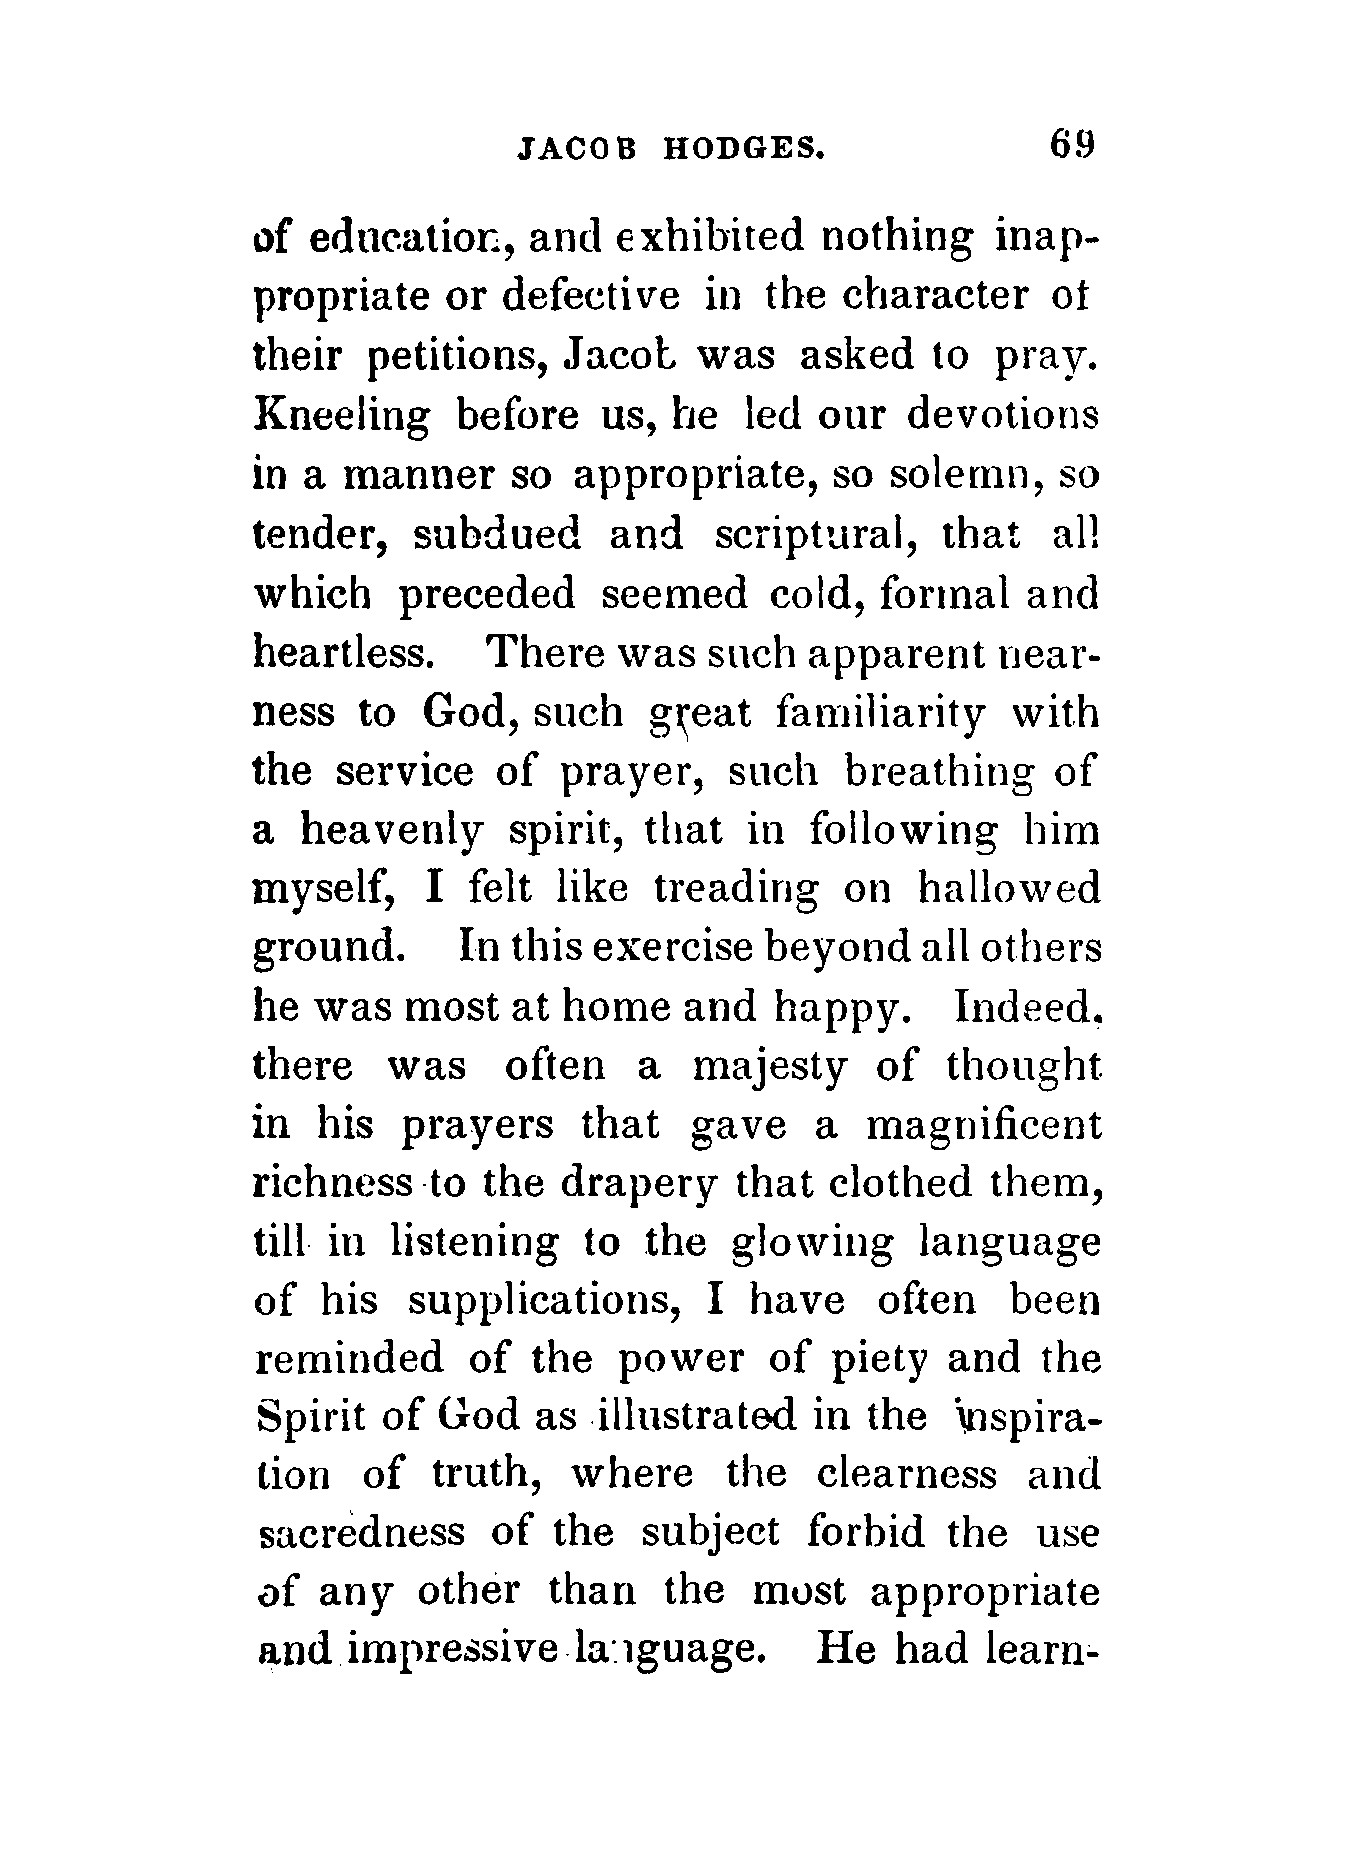 JACOB HODGES. 69
of education, and exhibited nothing inap-
propriate or defective in the character of
their petitions, Jacob was asked to pray.
Kneeling before us, he led our devotions
in a manner so appropriate, so solemn, so
tender, subdued and scriptural, that all
which preceded seemed cold, formal and
heartless. There was such apparent near-
ness to God, such great familiarity with
the service of prayer, such breathing of
a heavenly spirit, that in following him
myself, I felt like treading on hallowed
ground. In this exercise beyond all others
he was most at home and happy. Indeed,
there was often a majesty of thought
in his prayers that gave a magnificent
richness to the drapery that clothed them,
till in listening to the glowing language
of his supplications, I have often been
reminded of the power of piety and the
Spirit of God as illustrated in the inspira-
tion of truth, where the clearness and
sacredness of the subject forbid the use
of any other than the most appropriate
and impressive language. He had learn-